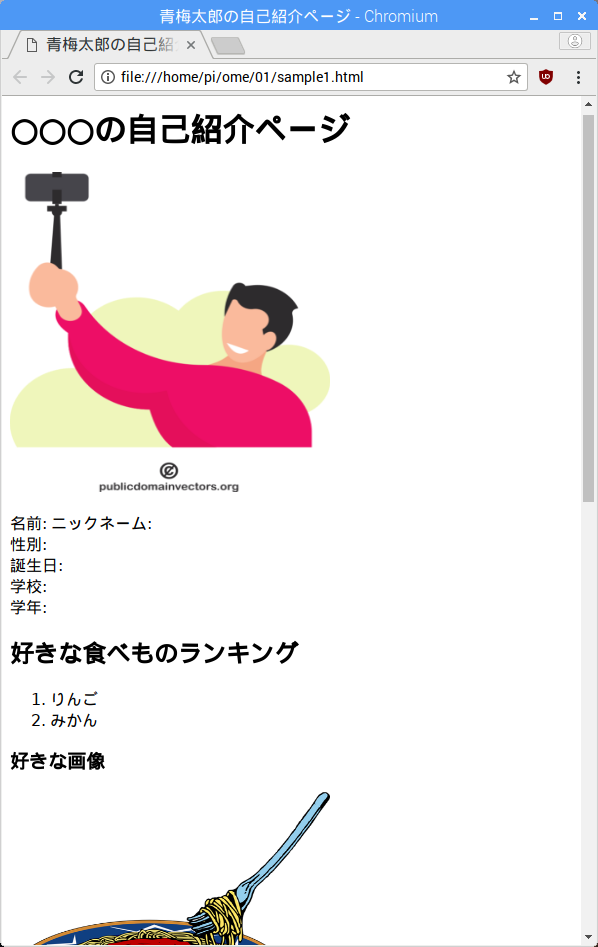 青梅太郎の自己紹介ページ - Chromium
青梅太郎の自己紹
file:///home/pi/ome/01/sample1.html
○○○の自己紹介ページ
publicdomainvectors.org
名前: ニックネーム:
性別:
誕生日:
学校:
学年:
好きな食べものランキング
1. りんご
2. みかん
好きな画像